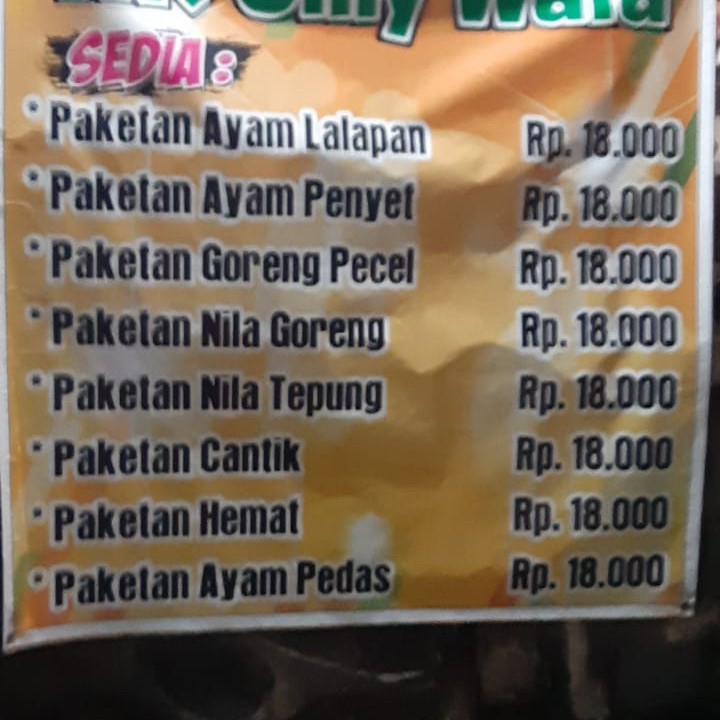 SEDIA :
* Paketan Ayam Lalapan Rp. 18.000
* Paketan Ayam Penyet Rp. 18.000
* Paketan Goreng Pecel Rp. 18.000
* Paketan Nila Goreng Rp. 18.000
* Paketan Nila Tepung Rp. 18.000
* Paketan Cantik Rp. 18.000
* Paketan Hemat Rp. 18.000
* Paketan Ayam Pedas Rp. 18.000